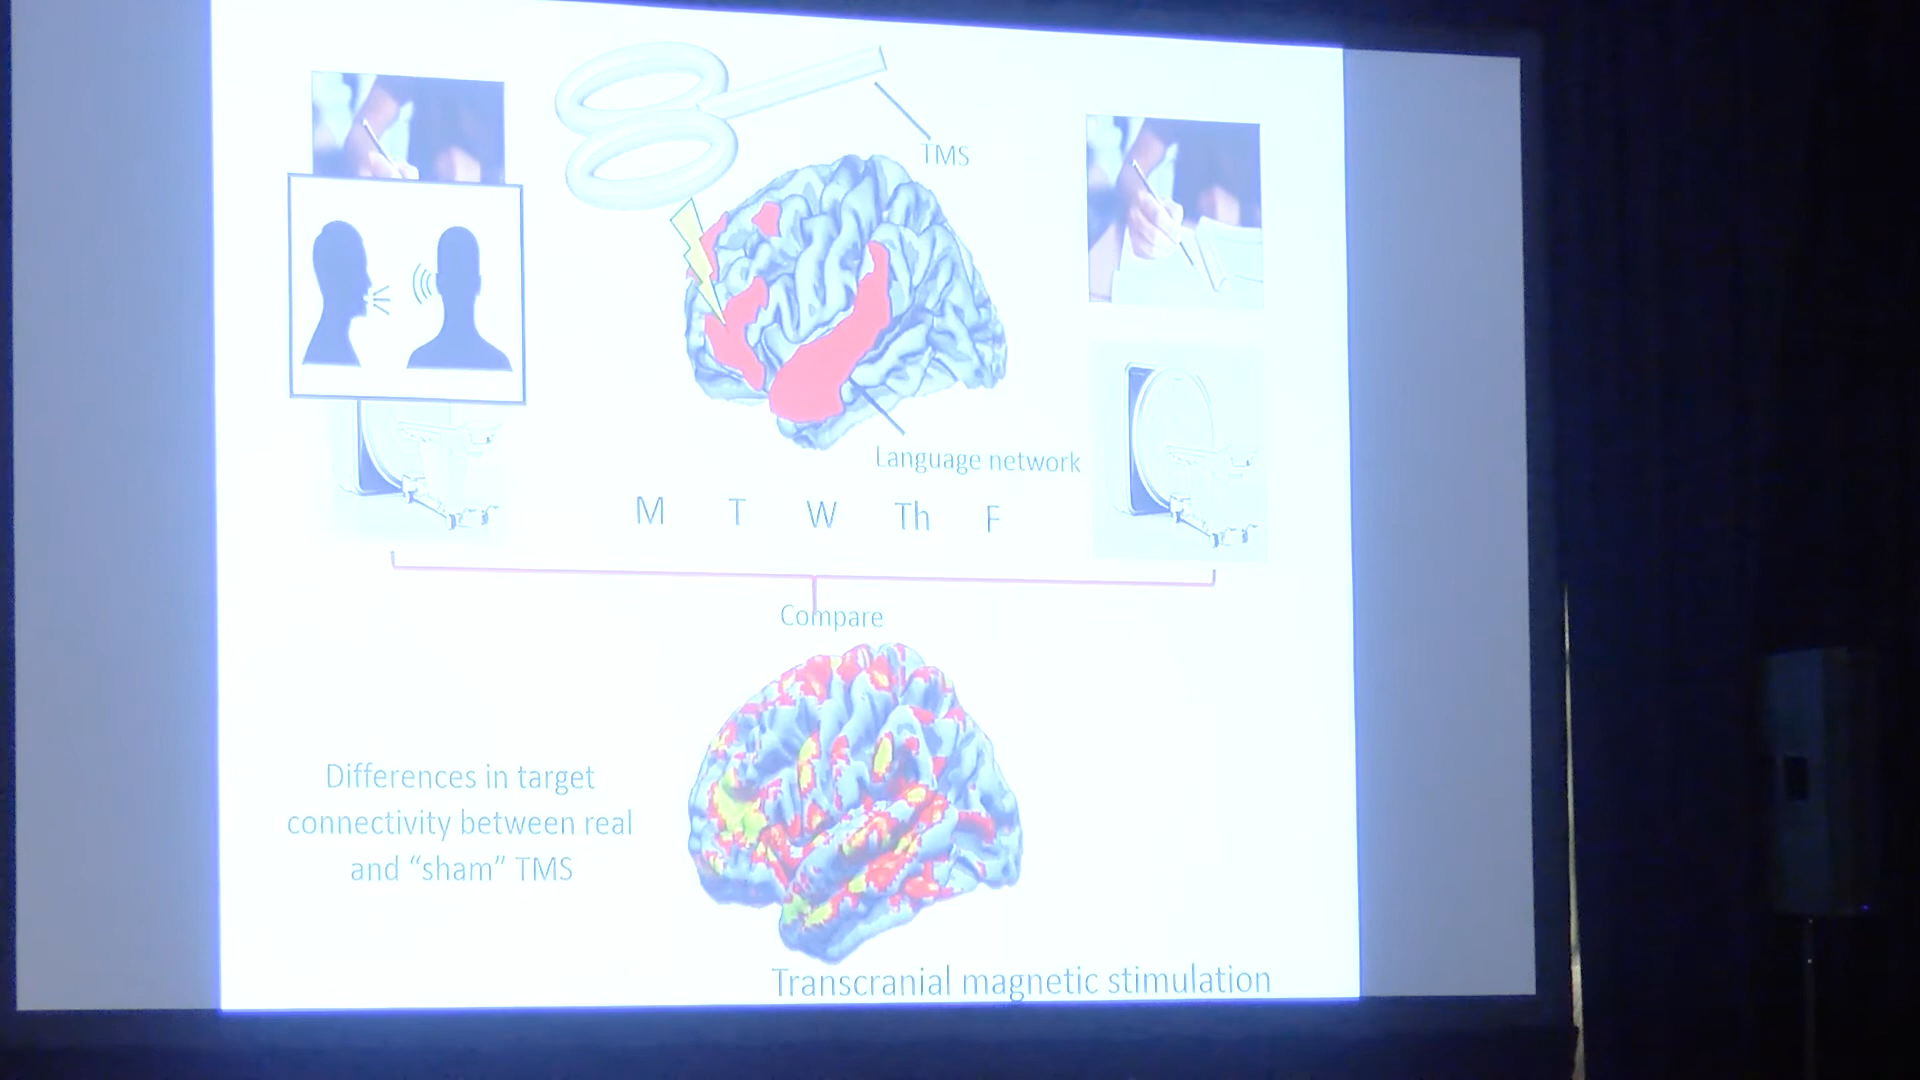 TMS
Language network
M T W Th F
Compare
Differences in target
connectivity between real
and “sham” TMS
Transcranial magnetic stimulation